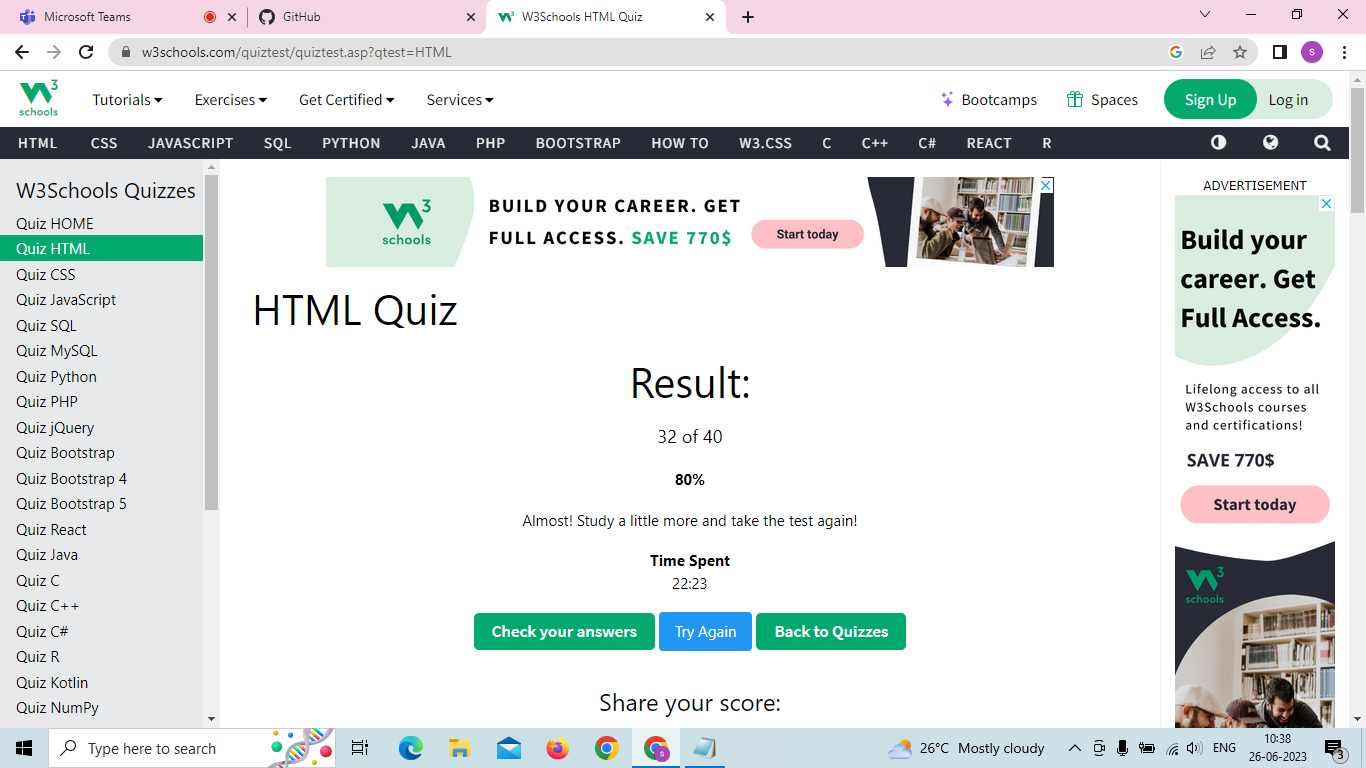 Microsoft Teams
GitHub
W3Schools HTML Quiz
w3schools.com/quiztest/quiztest.asp?qtest=HTML
s
3
schools
Tutorials
Exercises
Get Certified
Services
Bootcamps
Spaces
Sign Up
Log in
HTML
CSS
JAVASCRIPT
SQL
PYTHON
JAVA
PHP
BOOTSTRAP
HOW TO
W3.CSS
C
C++
C#
REACT
R
W3Schools Quizzes
Quiz HOME
Quiz HTML
Quiz CSS
Quiz JavaScript
Quiz SQL
Quiz MySQL
Quiz Python
Quiz PHP
Quiz jQuery
Quiz Bootstrap
Quiz Bootstrap 4
Quiz Bootstrap 5
Quiz React
Quiz Java
Quiz C
Quiz C++
Quiz C#
Quiz R
Quiz Kotlin
Quiz NumPy
3
schools
BUILD YOUR CAREER. GET
FULL ACCESS. SAVE 770$
Start today
HTML Quiz
Result:
32 of 40
80%
Almost! Study a little more and take the test again!
Time Spent
22:23
Check your answers
Try Again
Back to Quizzes
Share your score:
ADVERTISEMENT
Build your
career. Get
Full Access.
Lifelong access to all
W3Schools courses
and certifications!
SAVE 770$
Start today
3
schools
Type here to search
s
26°C Mostly cloudy
ENG
10:38
26-06-2023
3